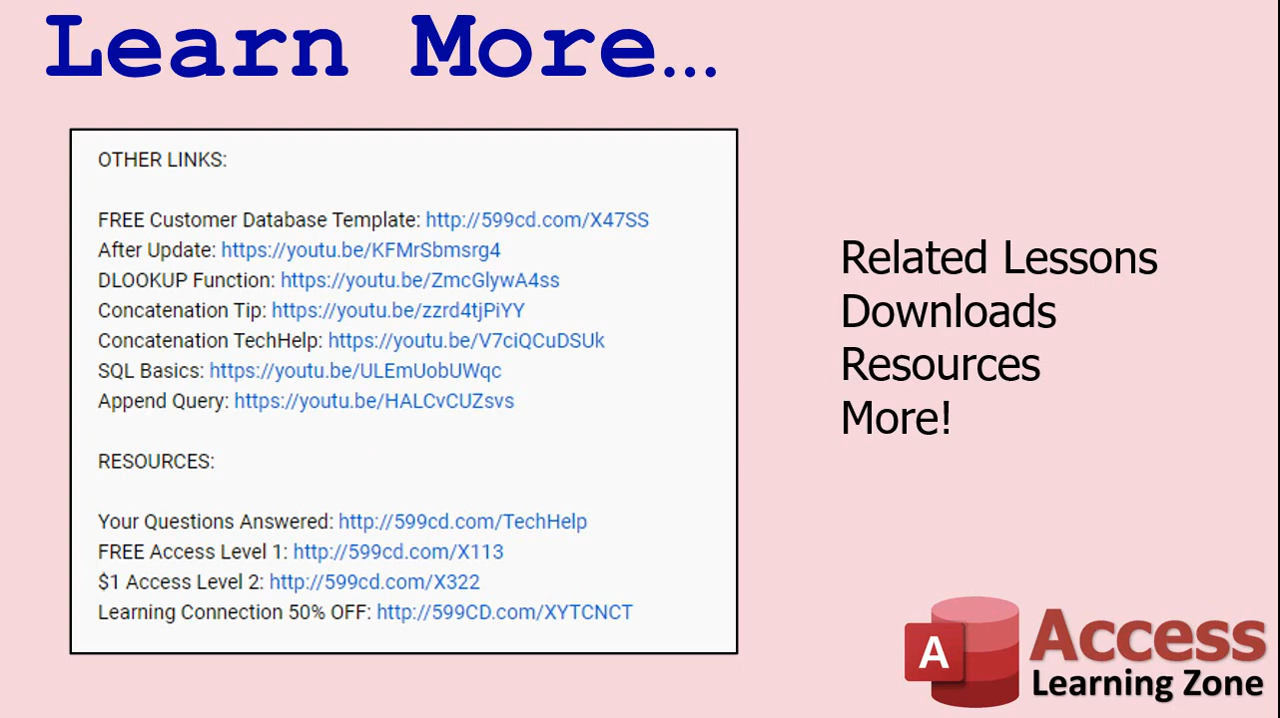 Learn More...
OTHER LINKS:
FREE Customer Database Template: http://599cd.com/X47SS
After Update: https://youtu.be/KFMrSbmsrg4
DLOOKUP Function: https://youtu.be/ZmcGlywA4ss
Concatenation Tip: https://youtu.be/zzrd4tjPiYY
Concatenation TechHelp: https://youtu.be/V7ciQCuDSUk
SQL Basics: https://youtu.be/ULEmUobUWqc
Append Query: https://youtu.be/HALCvCUZsvs
RESOURCES:
Your Questions Answered: http://599cd.com/TechHelp
FREE Access Level 1: http://599cd.com/X113
$1 Access Level 2: http://599cd.com/X322
Learning Connection 50% OFF: http://599CD.com/XYTCNCT
Related Lessons
Downloads
Resources
More!
A
Access
Learning Zone